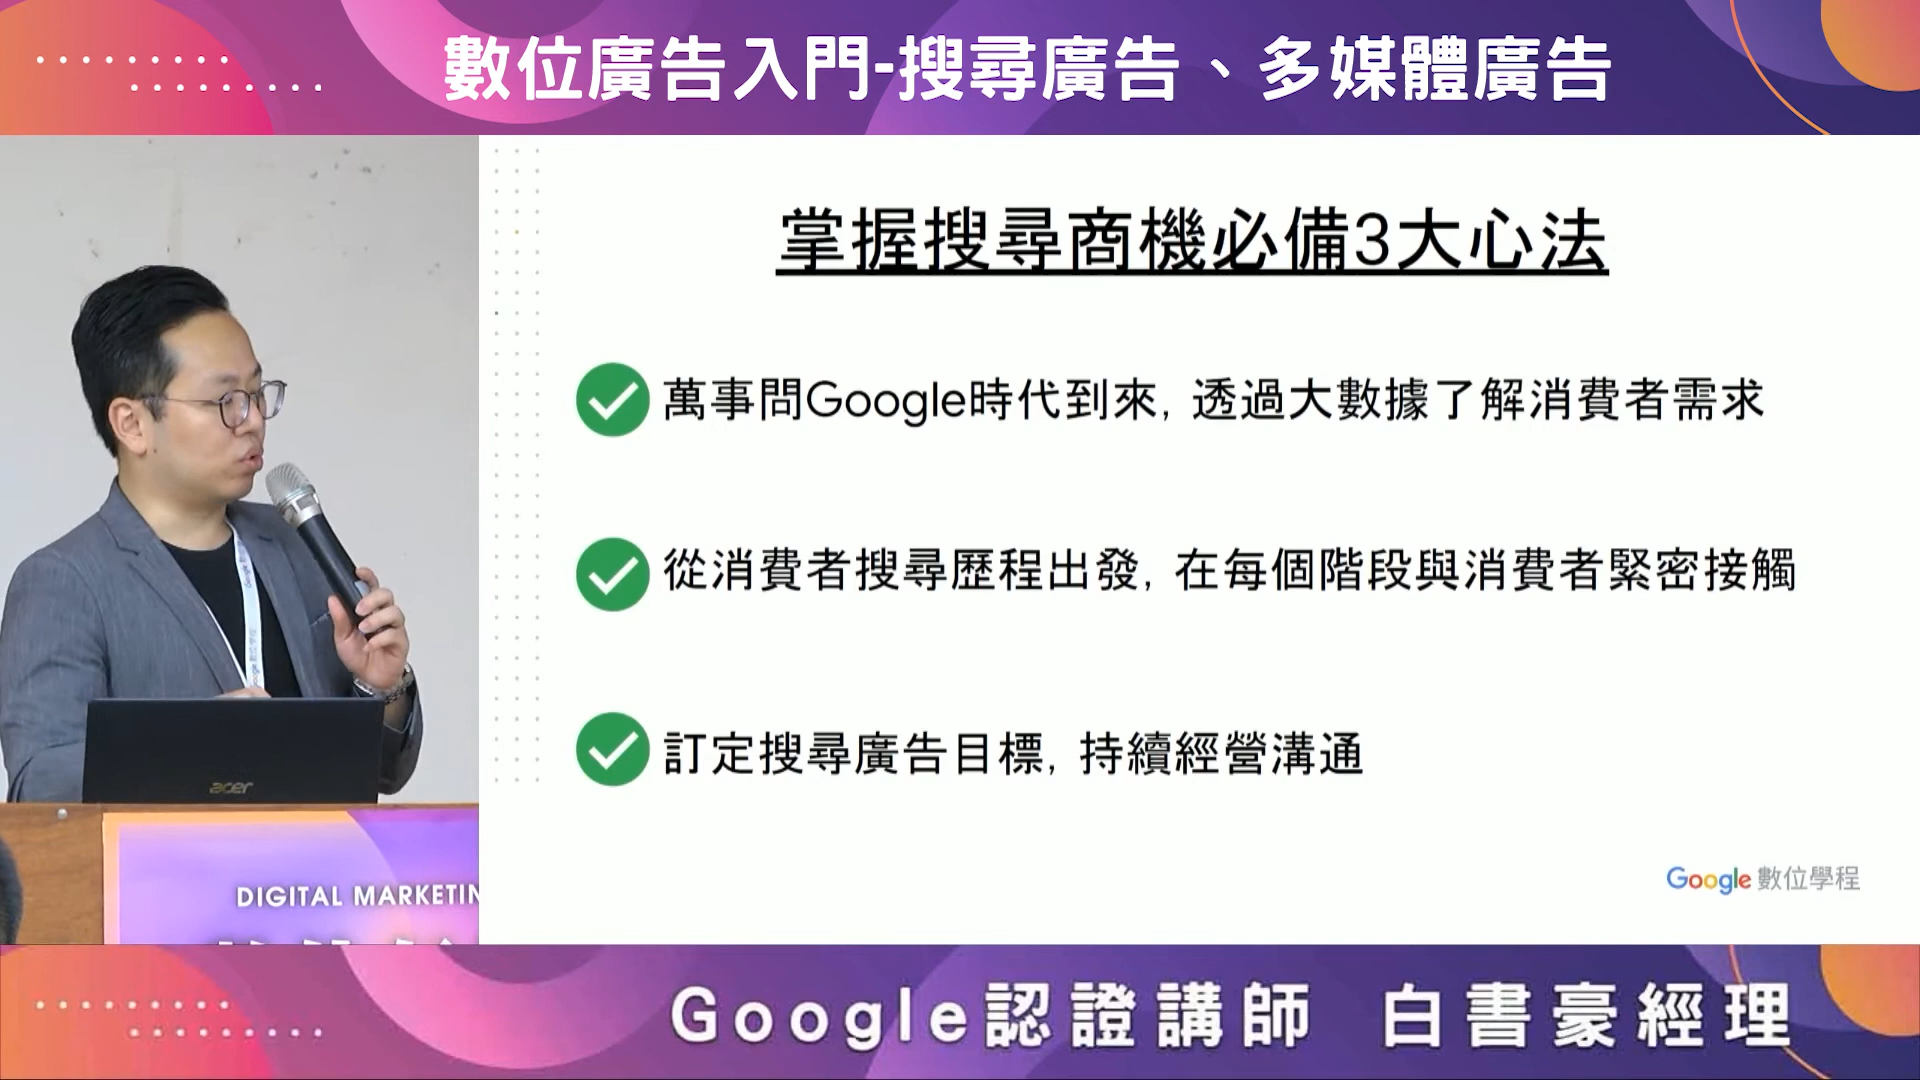 數位廣告入門-搜尋廣告、多媒體廣告
掌握搜尋商機必備3大心法
萬事問Google時代到來, 透過大數據了解消費者需求
從消費者搜尋歷程出發, 在每個階段與消費者緊密接觸
訂定搜尋廣告目標, 持續經營溝通
Google 數位學程
acer
DIGITAL MARKETIN
Google認證講師 白書豪經理